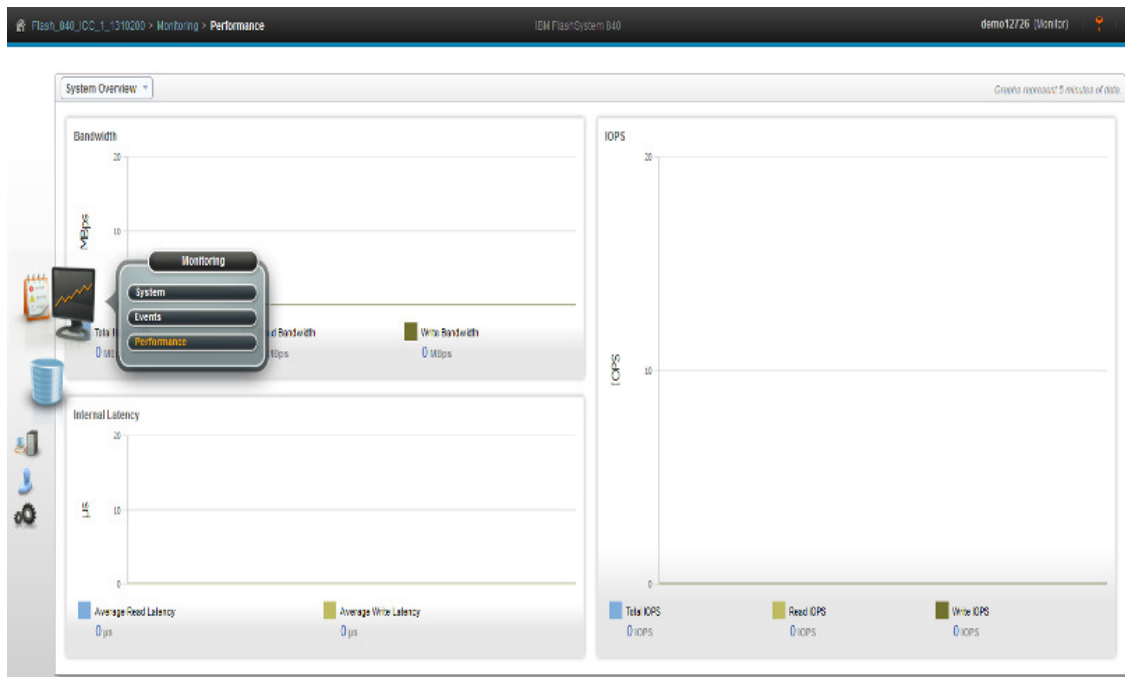 Flash_840_ICC_1_1310200 > Monitoring > Performance
IBM FlashSystem 840
demo12726 (Monitor)
System Overview
Graphs represent 5 minutes of data.
Bandwidth
20
MBps
10
Monitoring
System
Events
Performance
Total
d Bandwidth
Write Bandwidth
0
MBps
0 MBps
Internal Latency
20
µs
10
0
Average Read Latency
Average Write Latency
0 µs
0 µs
IOPS
20
IOPS
10
0
Total IOPS
Read IOPS
Write IOPS
0 IOPS
0 IOPS
0 IOPS